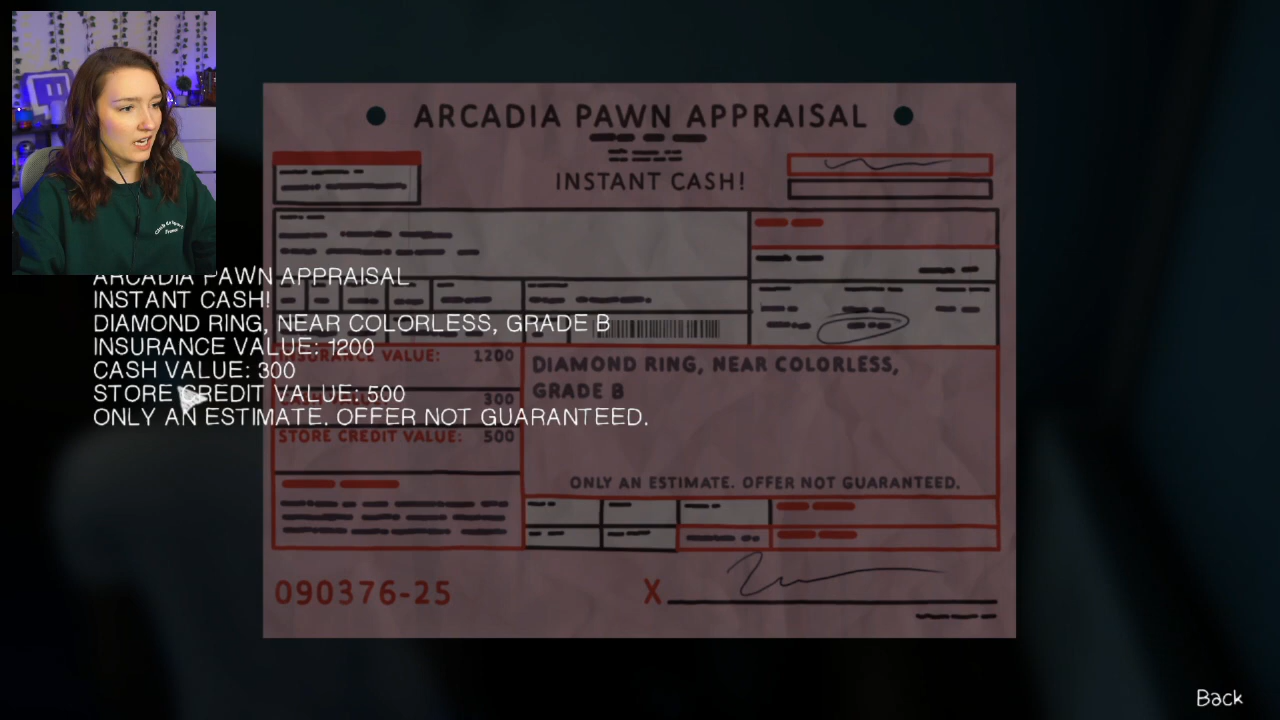 ARCADIA PAWN APPRAISAL
INSTANT CASH!
INSURANCE VALUE: 1200
300
STORE CREDIT VALUE: 500
DIAMOND RING, NEAR COLORLESS,
GRADE B
ONLY AN ESTIMATE. OFFER NOT GUARANTEED.
090376-25
X
ARCADIA PAWN APPRAISAL
INSTANT CASH!
DIAMOND RING, NEAR COLORLESS, GRADE B
INSURANCE VALUE: 1200
CASH VALUE: 300
STORE CREDIT VALUE: 500
ONLY AN ESTIMATE. OFFER NOT GUARANTEED.
Back